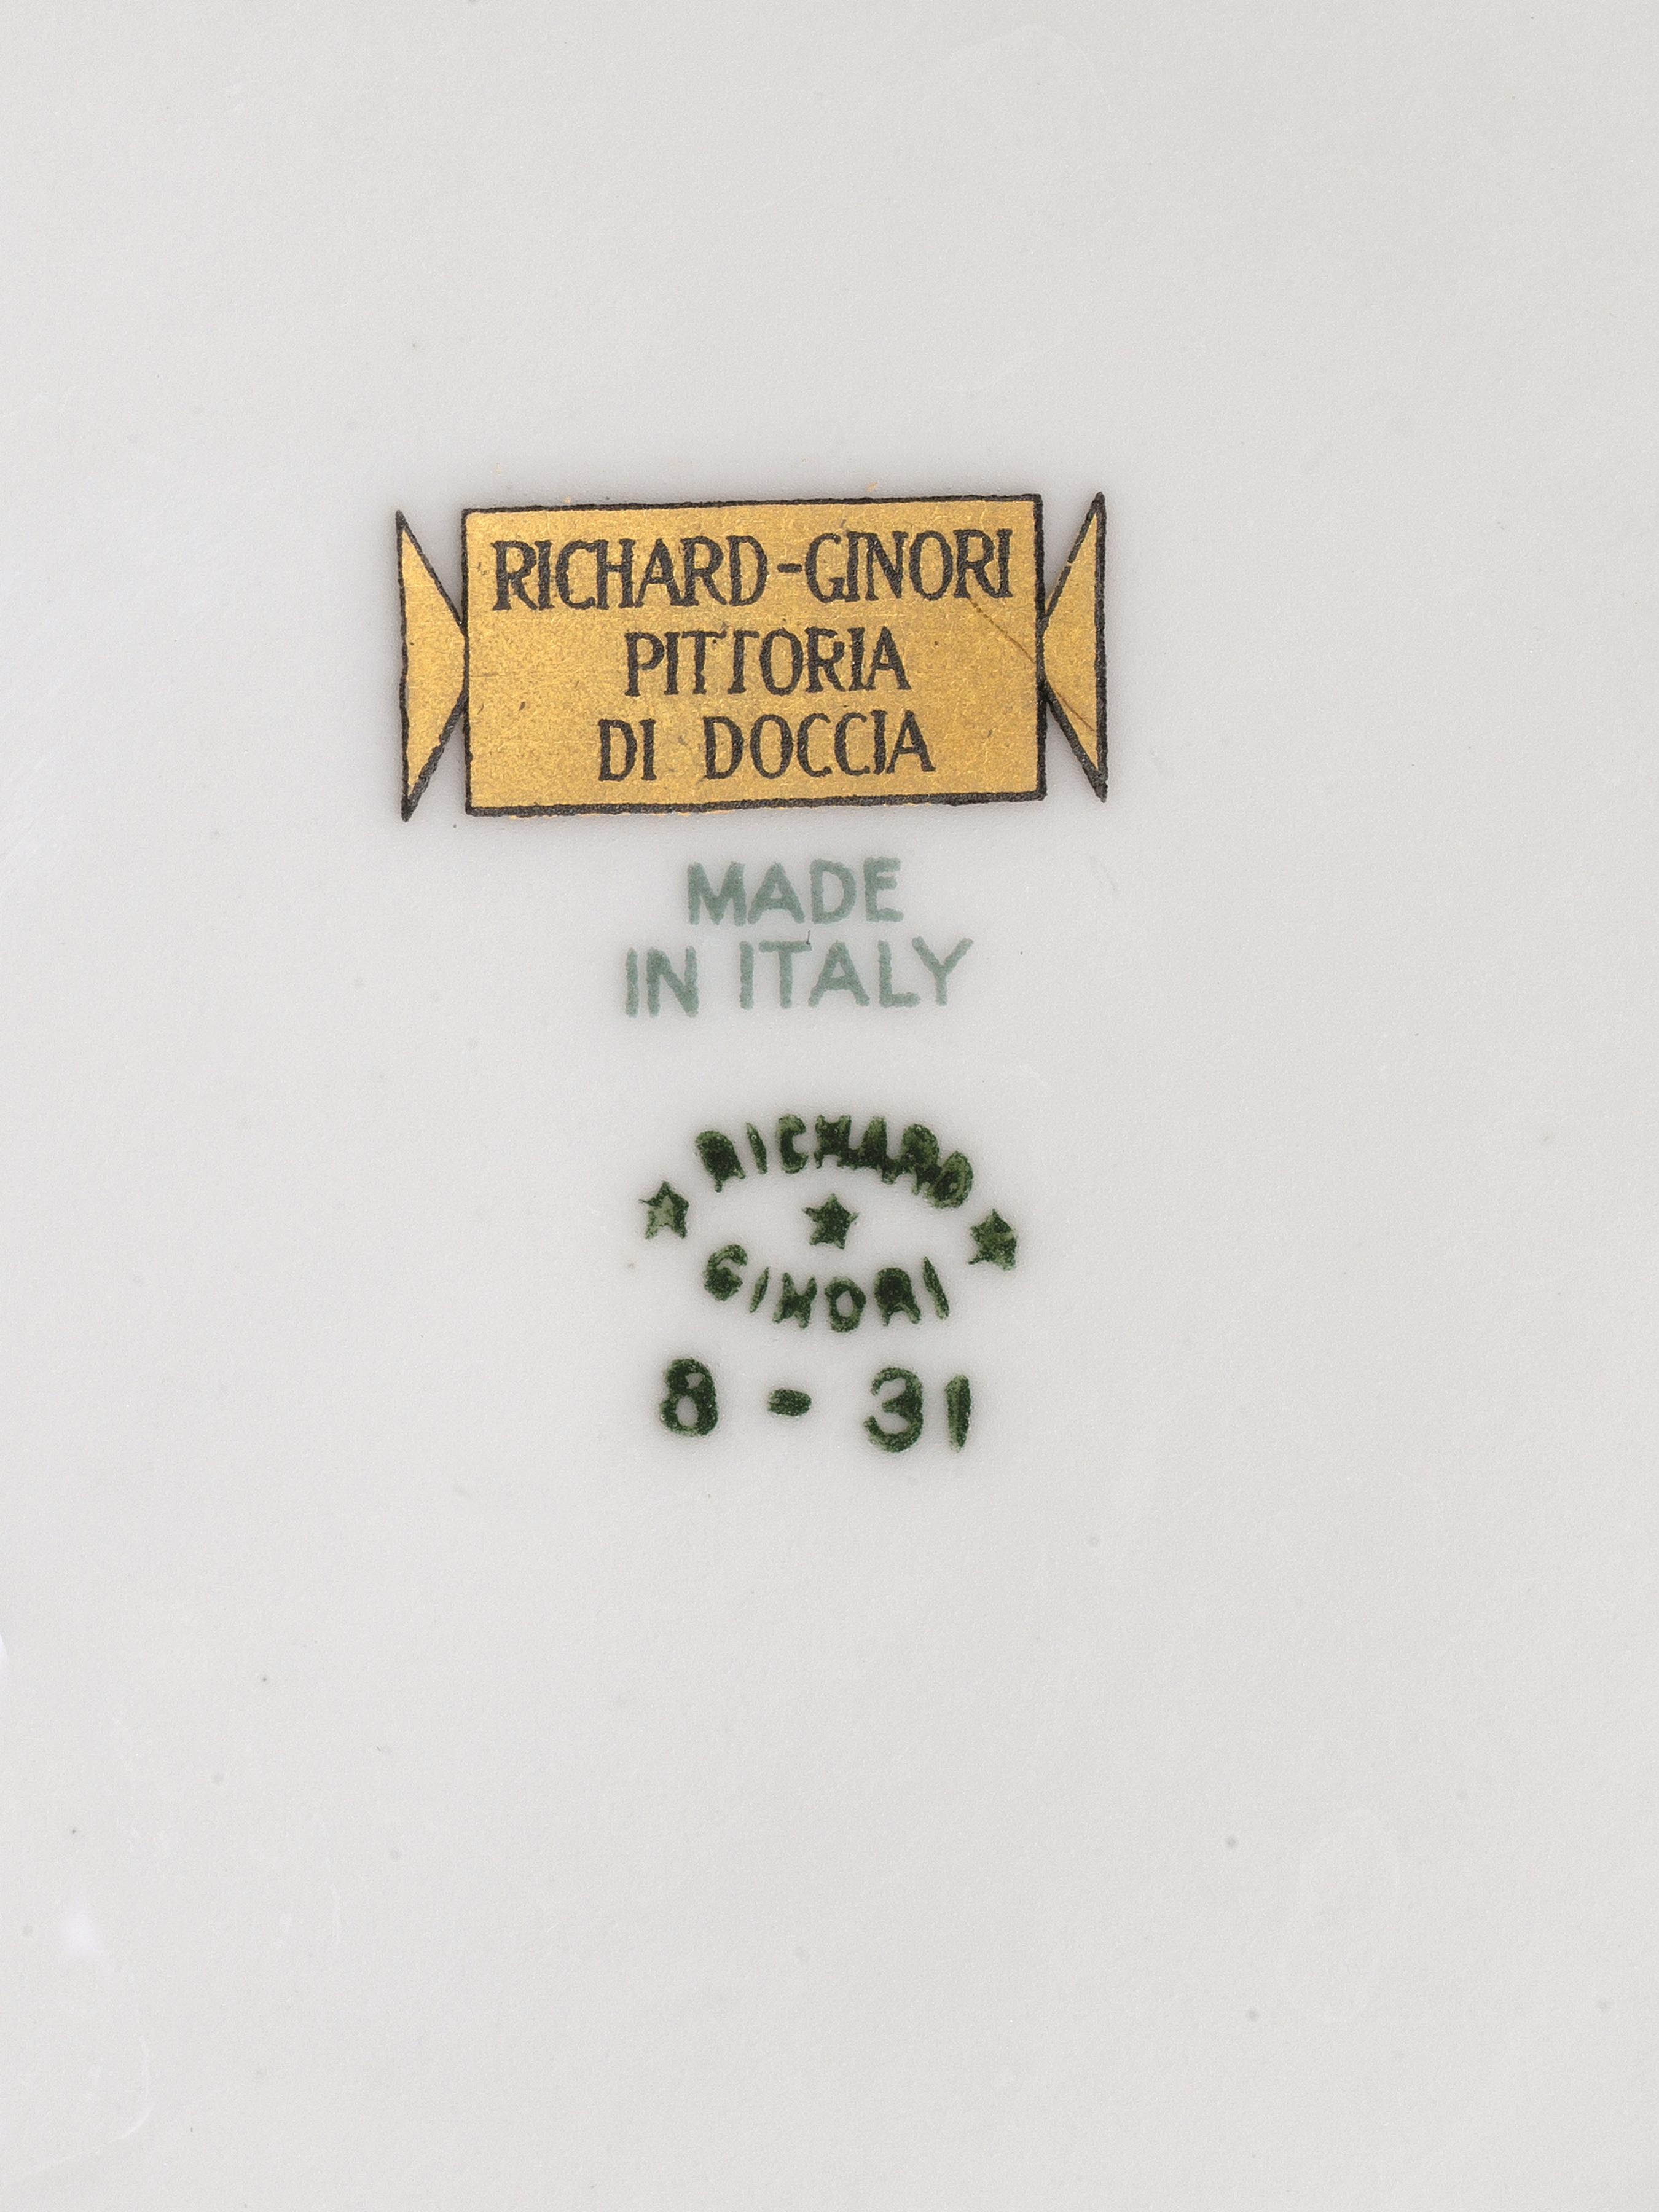 RICHARD-GINORI
PITTORIA
DI DOCCIA
MADE
IN ITALY
RICHARD
GINORI
8 - 31